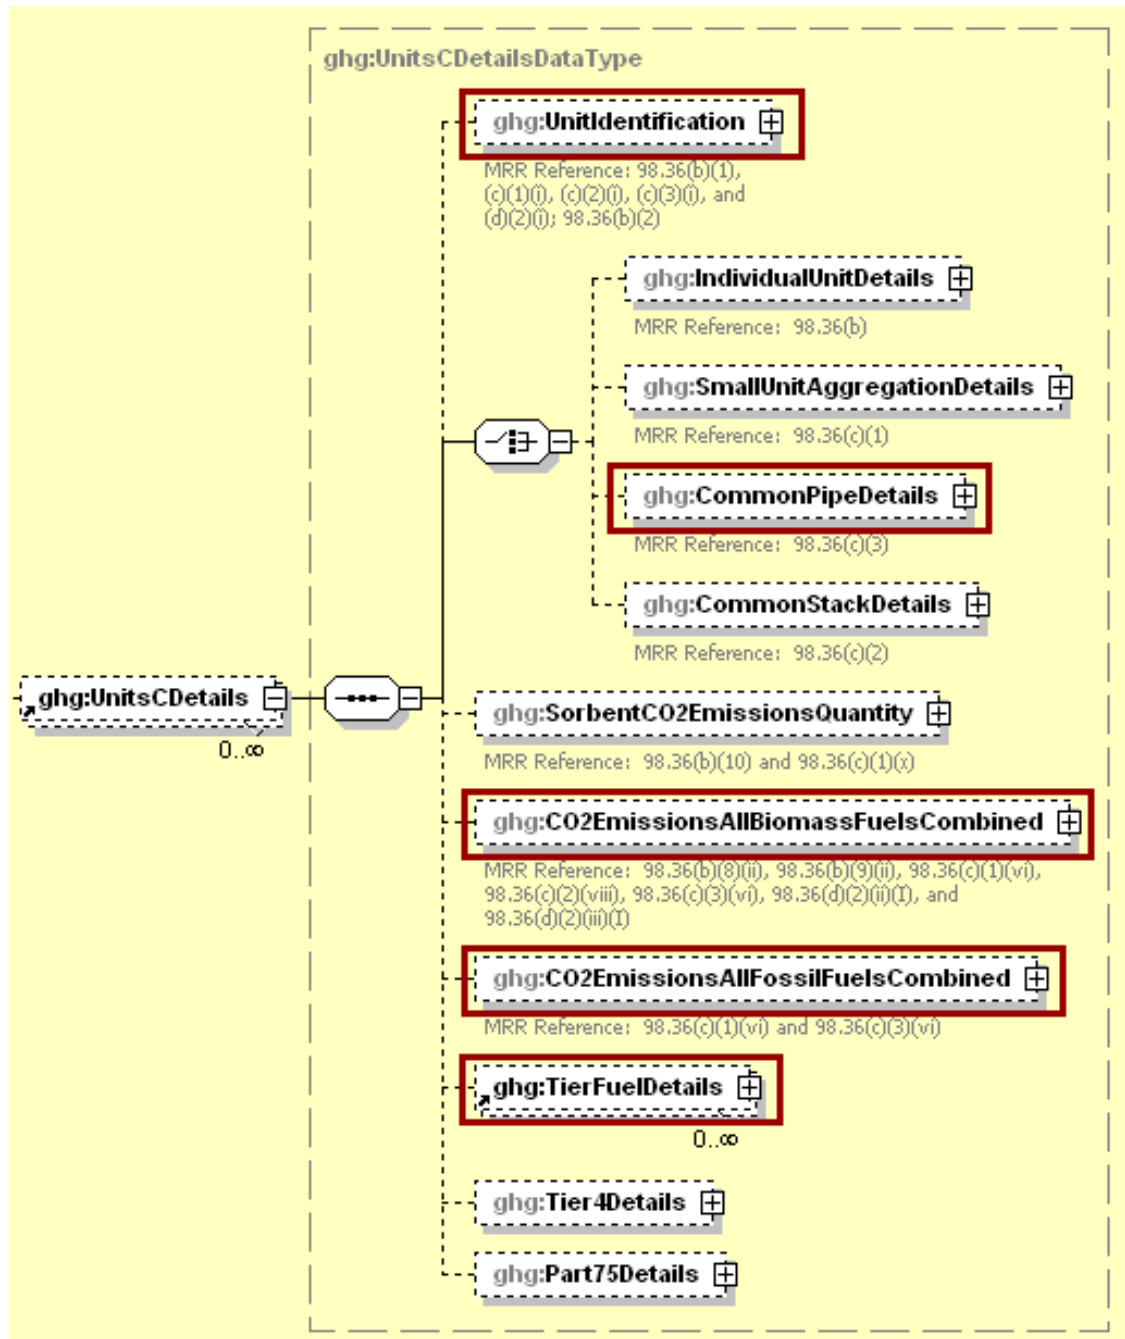 ghg:UnitsCDetailsDataType
ghg:UnitIdentification
MRR Reference: 98.36(b)(1),
(c)(1)(i), (c)(2)(i), (c)(3)(i), and
(d)(2)(i); 98.36(b)(2)
ghg:IndividualUnitDetails
MRR Reference: 98.36(b)
ghg:SmallUnitAggregationDetails
MRR Reference: 98.36(c)(1)
ghg:CommonPipeDetails
MRR Reference: 98.36(c)(3)
ghg:CommonStackDetails
MRR Reference: 98.36(c)(2)
ghg:UnitsCDetails
0..∞
ghg:SorbentCO2EmissionsQuantity
MRR Reference: 98.36(b)(10) and 98.36(c)(1)(x)
ghg:CO2EmissionsAllBiomassFuelsCombined
MRR Reference: 98.36(b)(8)(ii), 98.36(b)(9)(ii), 98.36(c)(1)(vi),
98.36(c)(2)(viii), 98.36(c)(3)(vi), 98.36(d)(2)(ii)(I), and
98.36(d)(2)(iii)(I)
ghg:CO2EmissionsAllFossilFuelsCombined
MRR Reference: 98.36(c)(1)(vi) and 98.36(c)(3)(vi)
ghg:TierFuelDetails
0..∞
ghg:Tier4Details
ghg:Part75Details